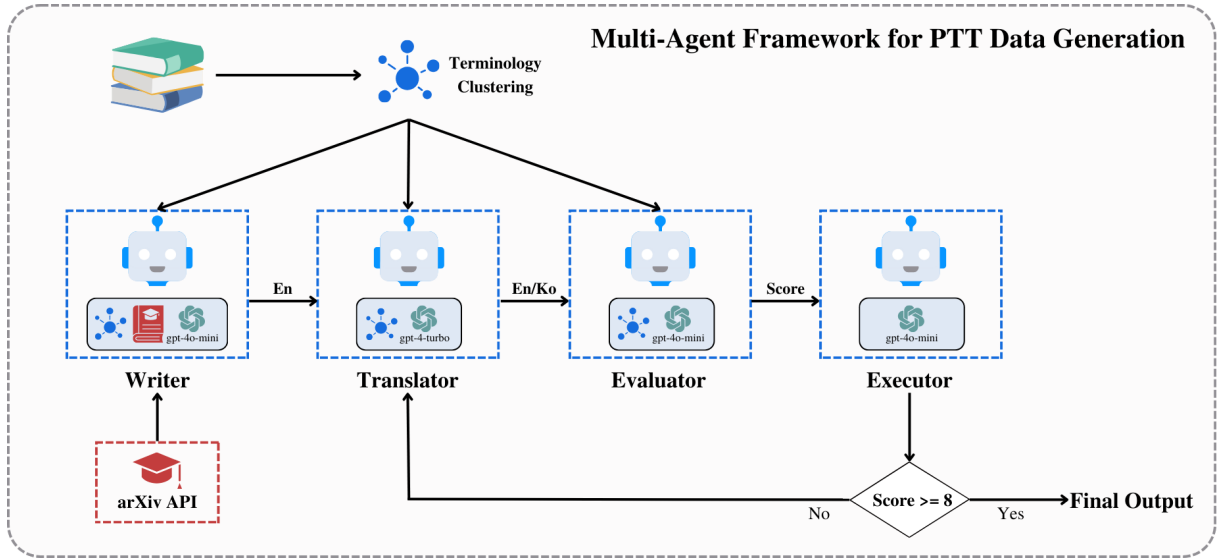 Multi-Agent Framework for PTT Data Generation
Terminology
Clustering
En
En/Ko
Score
gpt-4o-mini
gpt-4-turbo
gpt-4o-mini
gpt-4o-mini
Writer
Translator
Evaluator
Executor
arXiv API
Score >= 8
No
Yes
Final Output